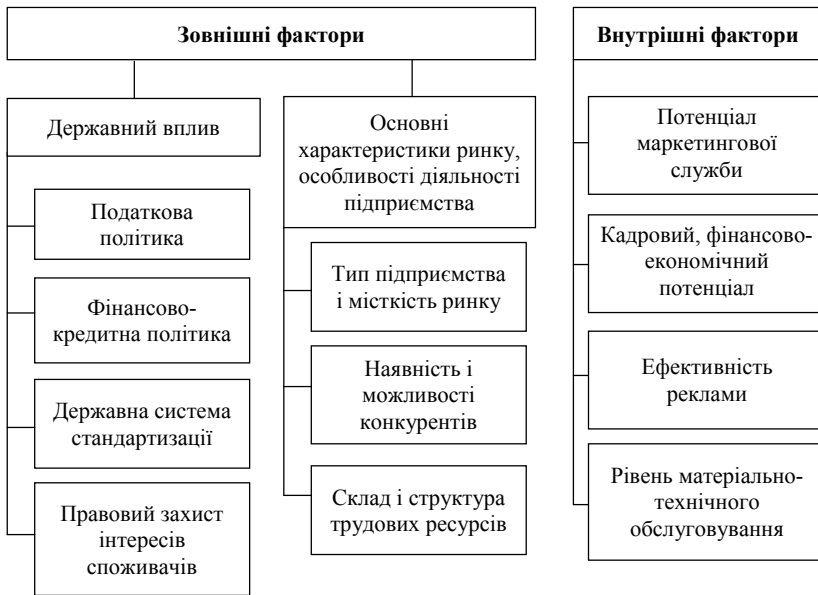 Зовнішні фактори
Державний вплив
Податкова
політика
Фінансово-
кредитна політика
Державна система
стандартизації
Правовий захист
інтересів
споживачів
Основні
характеристики ринку,
особливості діяльності
підприємства
Тип підприємства
і місткість ринку
Наявність і
можливості
конкурентів
Склад і структура
трудових ресурсів
Внутрішні фактори
Потенціал
маркетингової
служби
Кадровий, фінансово-
економічний
потенціал
Ефективність
реклами
Рівень матеріально-
технічного
обслуговування